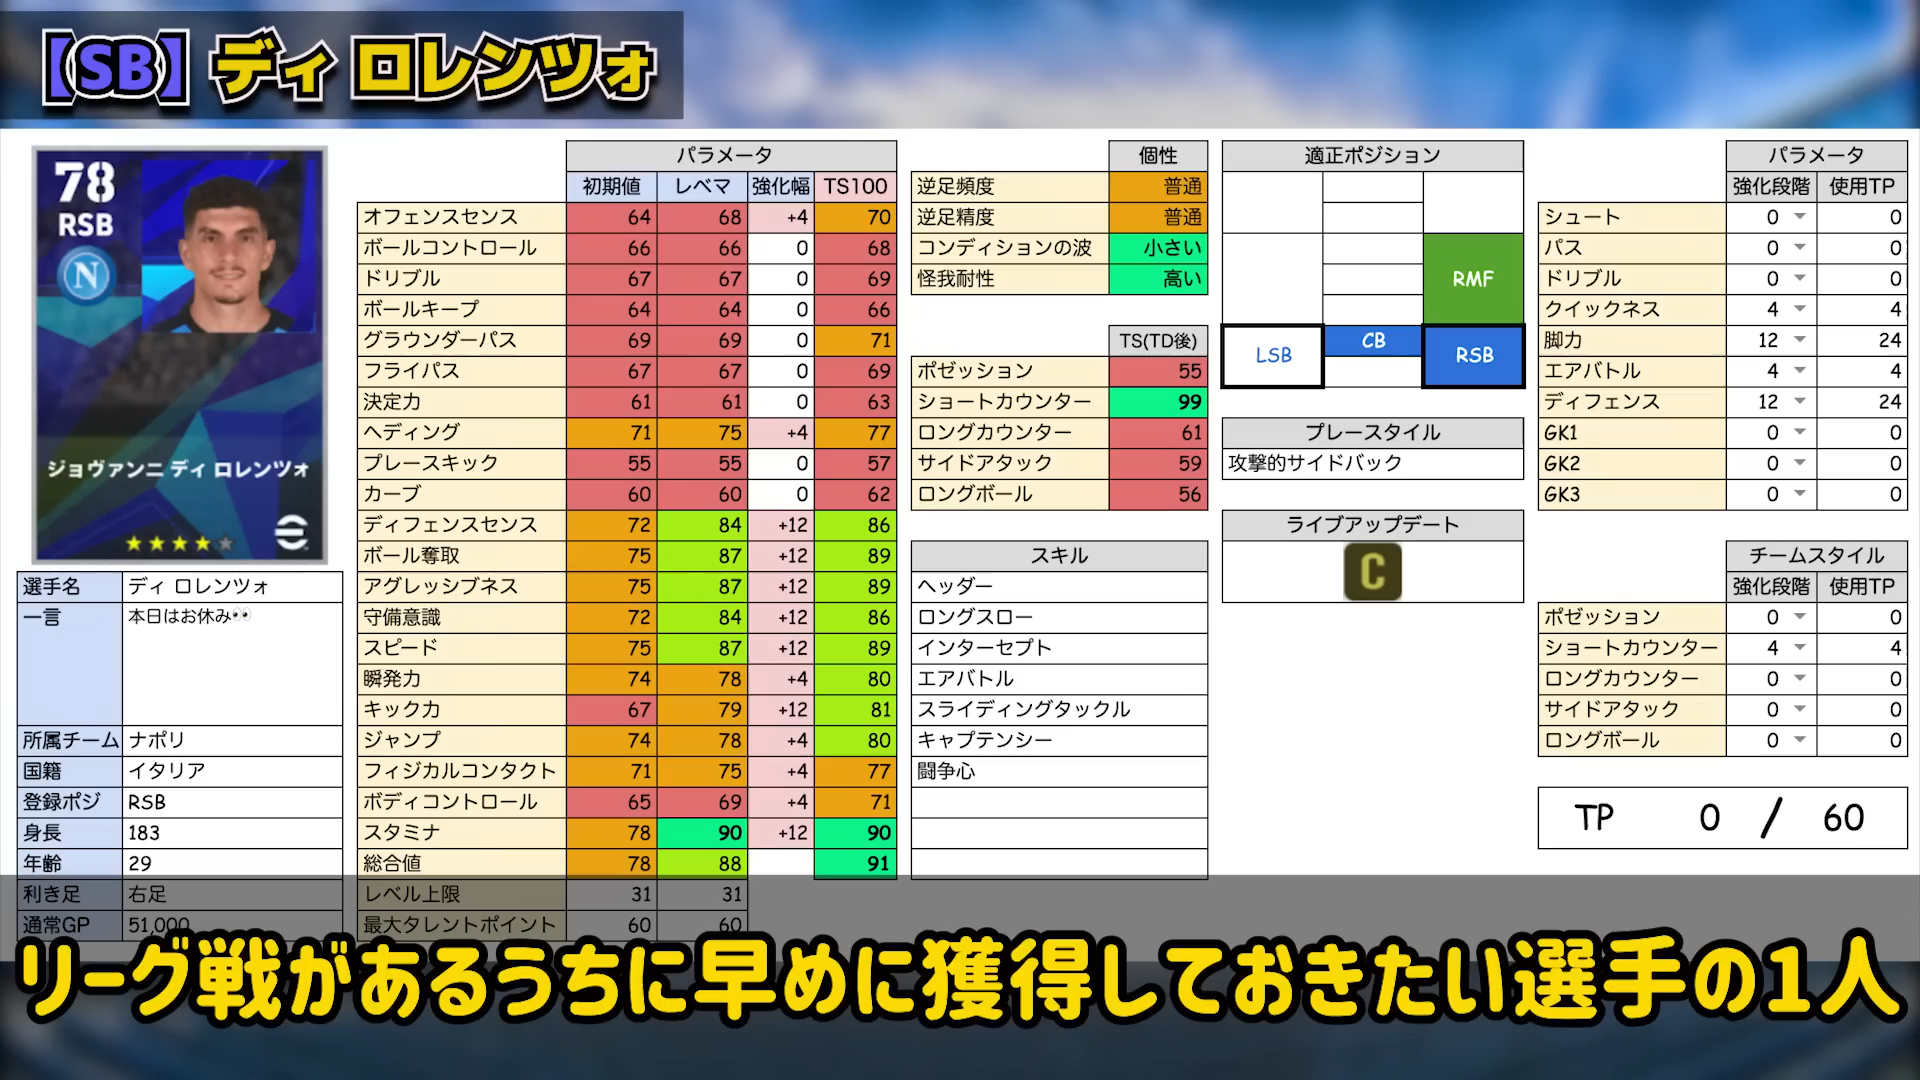 【SB】ディ ロレンツォ
78
RSB
N
ジョヴァンニ ディ ロレンツォ
選手名 ディ ロレンツォ
一言 本日はお休み👀
所属チーム ナポリ
国籍 イタリア
登録ポジ RSB
身長 183
年齢 29
利き足 右足
通常GP 51,000
パラメータ
初期値 レベマ 強化幅 TS100
オフェンスセンス 64 68 +4 70
ボールコントロール 66 66 0 68
ドリブル 67 67 0 69
ボールキープ 64 64 0 66
グラウンダーパス 69 69 0 71
フライパス 67 67 0 69
決定力 61 61 0 63
ヘディング 71 75 +4 77
プレースキック 55 55 0 57
カーブ 60 60 0 62
ディフェンスセンス 72 84 +12 86
ボール奪取 75 87 +12 89
アグレッシブネス 75 87 +12 89
守備意識 72 84 +12 86
スピード 75 87 +12 89
瞬発力 74 78 +4 80
キック力 67 79 +12 81
ジャンプ 74 78 +4 80
フィジカルコンタクト 71 75 +4 77
ボディコントロール 65 69 +4 71
スタミナ 78 90 +12 90
総合値 78 88 91
レベル上限 31 31
最大タレントポイント 60 60
個性
逆足頻度 普通
逆足精度 普通
コンディションの波 小さい
怪我耐性 高い
TS(TD後)
ポゼッション 55
ショートカウンター 99
ロングカウンター 61
サイドアタック 59
ロングボール 56
スキル
ヘッダー
ロングスロー
インターセプト
エアバトル
スライディングタックル
キャプテンシー
闘争心
適正ポジション
RMF
LSB CB RSB
プレースタイル
攻撃的サイドバック
ライブアップデート
C
パラメータ
強化段階 使用TP
シュート 0 0
パス 0 0
ドリブル 0 0
クイックネス 4 4
脚力 12 24
エアバトル 4 4
ディフェンス 12 24
GK1 0 0
GK2 0 0
GK3 0 0
チームスタイル
強化段階 使用TP
ポゼッション 0 0
ショートカウンター 4 4
ロングカウンター 0 0
サイドアタック 0 0
ロングボール 0 0
TP 0 / 60
リーグ戦があるうちに早めに獲得しておきたい選手の1人